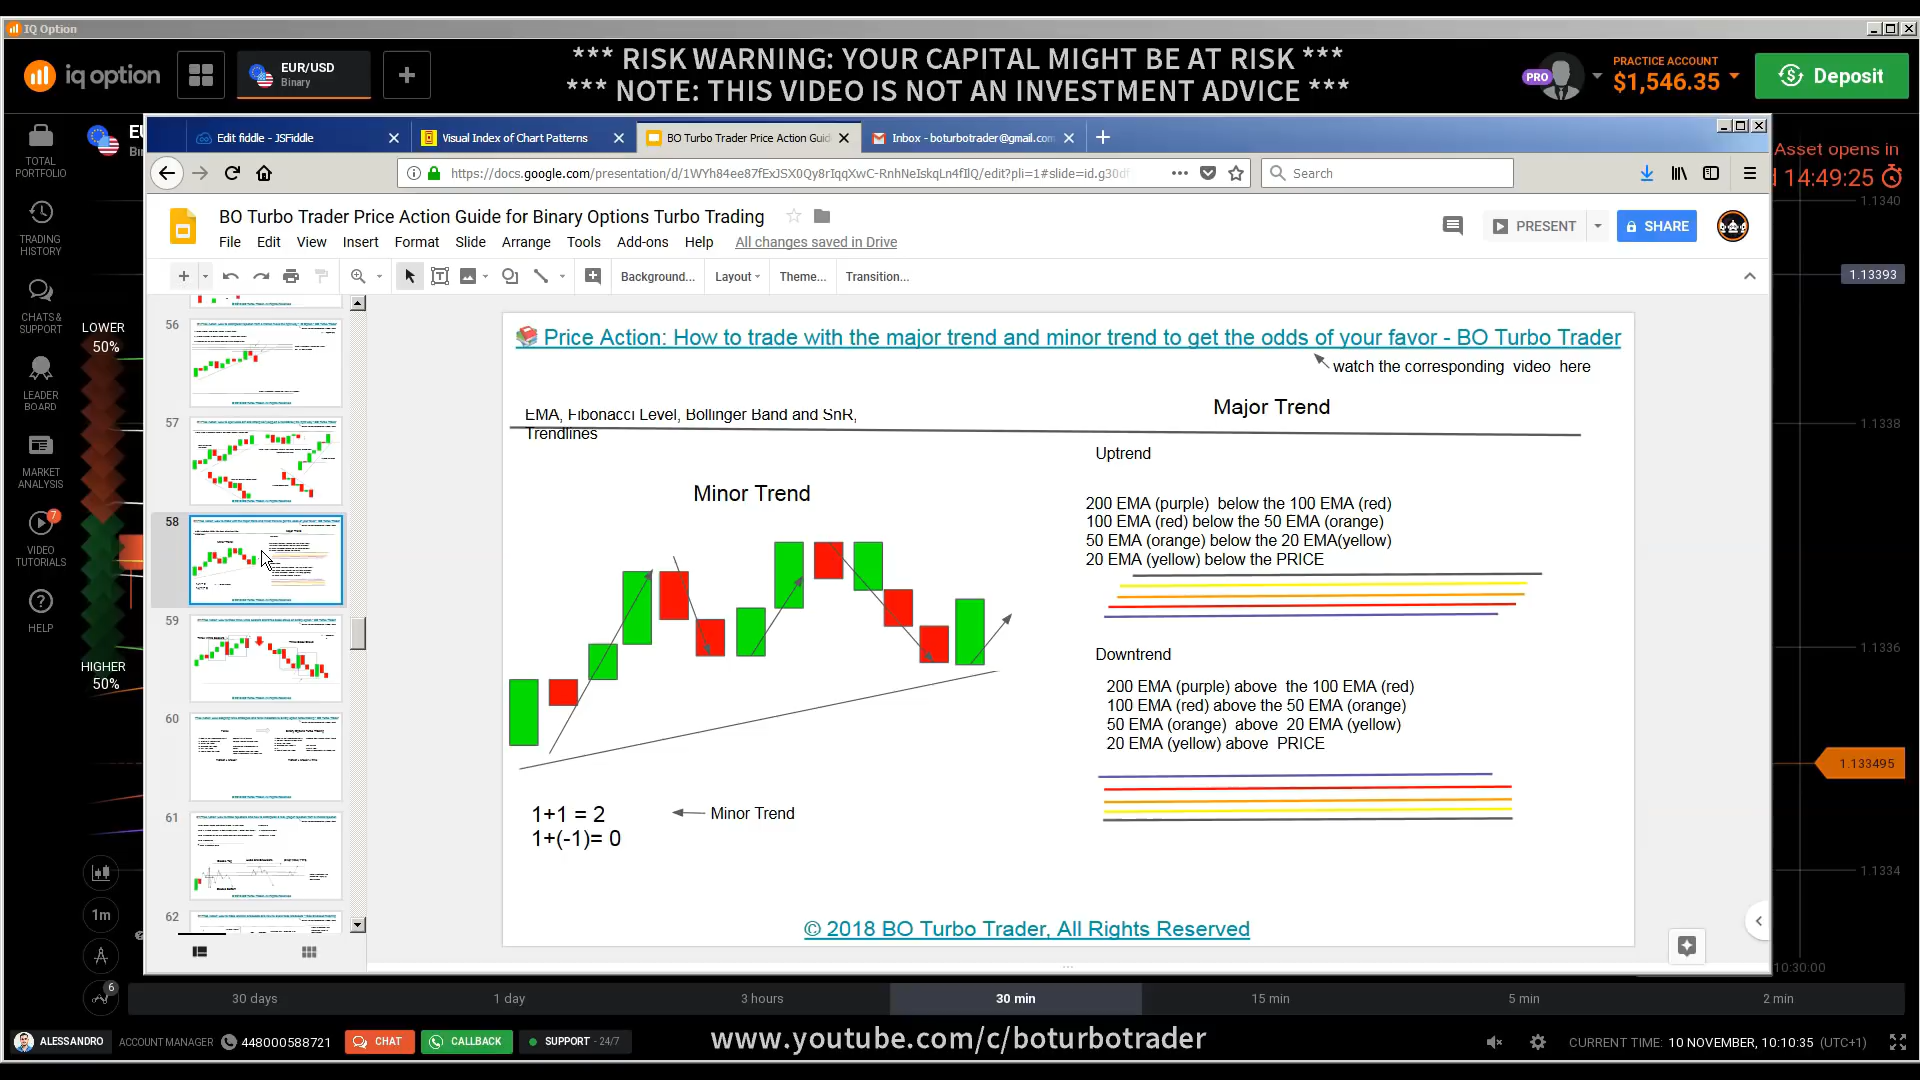 IQ Option
iq option
EUR/USD
Binary
*** RISK WARNING: YOUR CAPITAL MIGHT BE AT RISK ***
*** NOTE: THIS VIDEO IS NOT AN INVESTMENT ADVICE ***
PRO
PRACTICE ACCOUNT
$1,546.35
Deposit
TOTAL
PORTFOLIO
TRADING
HISTORY
CHATS &
SUPPORT
LEADER
BOARD
MARKET
ANALYSIS
7
VIDEO
TUTORIALS
HELP
1m
6
LOWER
50%
HIGHER
50%
Edit fiddle - JSFiddle
Visual Index of Chart Patterns
BO Turbo Trader Price Action Guid
Inbox - boturbotrader@gmail.com
https://docs.google.com/presentation/d/1WYh84ee87fExJSX0Qy8rIqqXwC-RnhNeIskqLn4fIlQ/edit?pli=1#slide=id.g30df
Search
BO Turbo Trader Price Action Guide for Binary Options Turbo Trading
File Edit View Insert Format Slide Arrange Tools Add-ons Help All changes saved in Drive
PRESENT
SHARE
Background... Layout Theme... Transition...
56
57
58
59
60
61
62
Price Action: How to trade with the major trend and minor trend to get the odds of your favor - BO Turbo Trader
watch the corresponding video here
EMA, Fibonacci Level, Bollinger Band and SnR,
Trendlines
Major Trend
Uptrend
Minor Trend
200 EMA (purple) below the 100 EMA (red)
100 EMA (red) below the 50 EMA (orange)
50 EMA (orange) below the 20 EMA(yellow)
20 EMA (yellow) below the PRICE
Downtrend
200 EMA (purple) above the 100 EMA (red)
100 EMA (red) above the 50 EMA (orange)
50 EMA (orange) above 20 EMA (yellow)
20 EMA (yellow) above PRICE
1+1 = 2
1+(-1)= 0
Minor Trend
© 2018 BO Turbo Trader, All Rights Reserved
Asset opens in
14:49:25
1.1340
1.13393
1.1338
1.1336
1.133495
1.1334
10:30:00
30 days
1 day
3 hours
30 min
15 min
5 min
2 min
ALESSANDRO
ACCOUNT MANAGER
448000588721
CHAT
CALLBACK
SUPPORT - 24/7
www.youtube.com/c/boturbotrader
CURRENT TIME: 10 NOVEMBER, 10:10:35 (UTC+1)